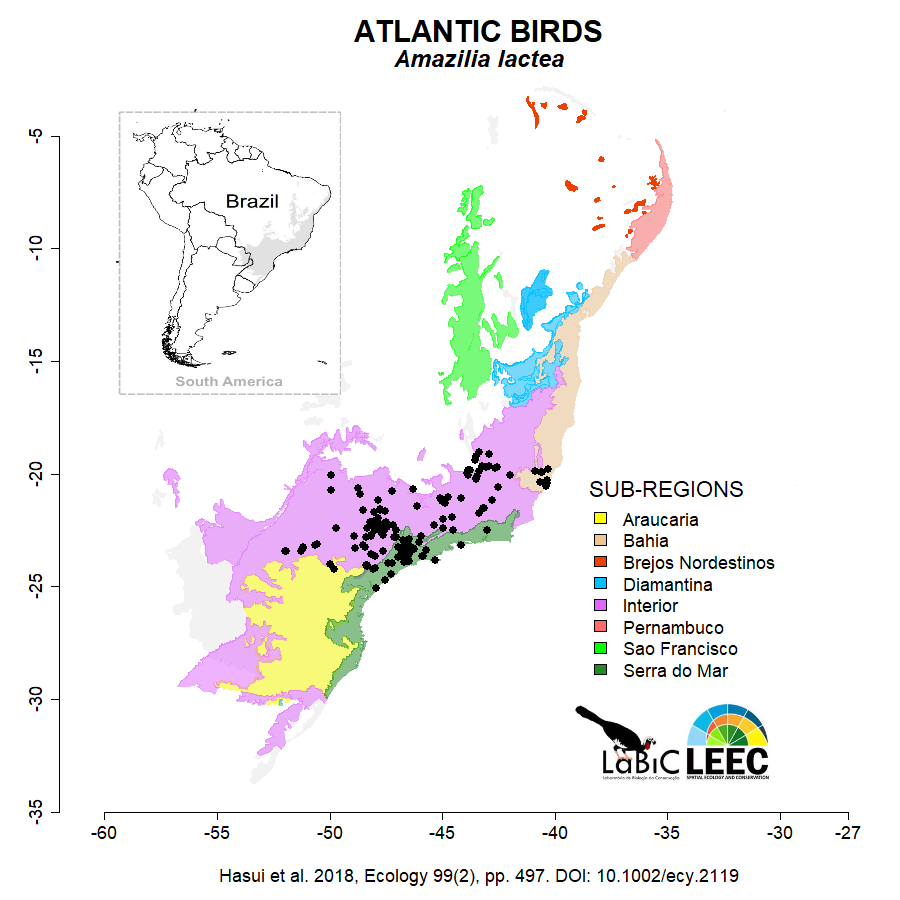 ATLANTIC BIRDS
Amazilia lactea
Brazil
South America
-5
-10
-15
-20
-25
-30
-35
SUB-REGIONS
Araucaria
Bahia
Brejos Nordestinos
Diamantina
Interior
Pernambuco
Sao Francisco
Serra do Mar
LaBiC
Laboratório de Biologia da Conservação
LEEC
SPATIAL ECOLOGY AND CONSERVATION
-60 -55 -50 -45 -40 -35 -30 -27
Hasui et al. 2018, Ecology 99(2), pp. 497. DOI: 10.1002/ecy.2119